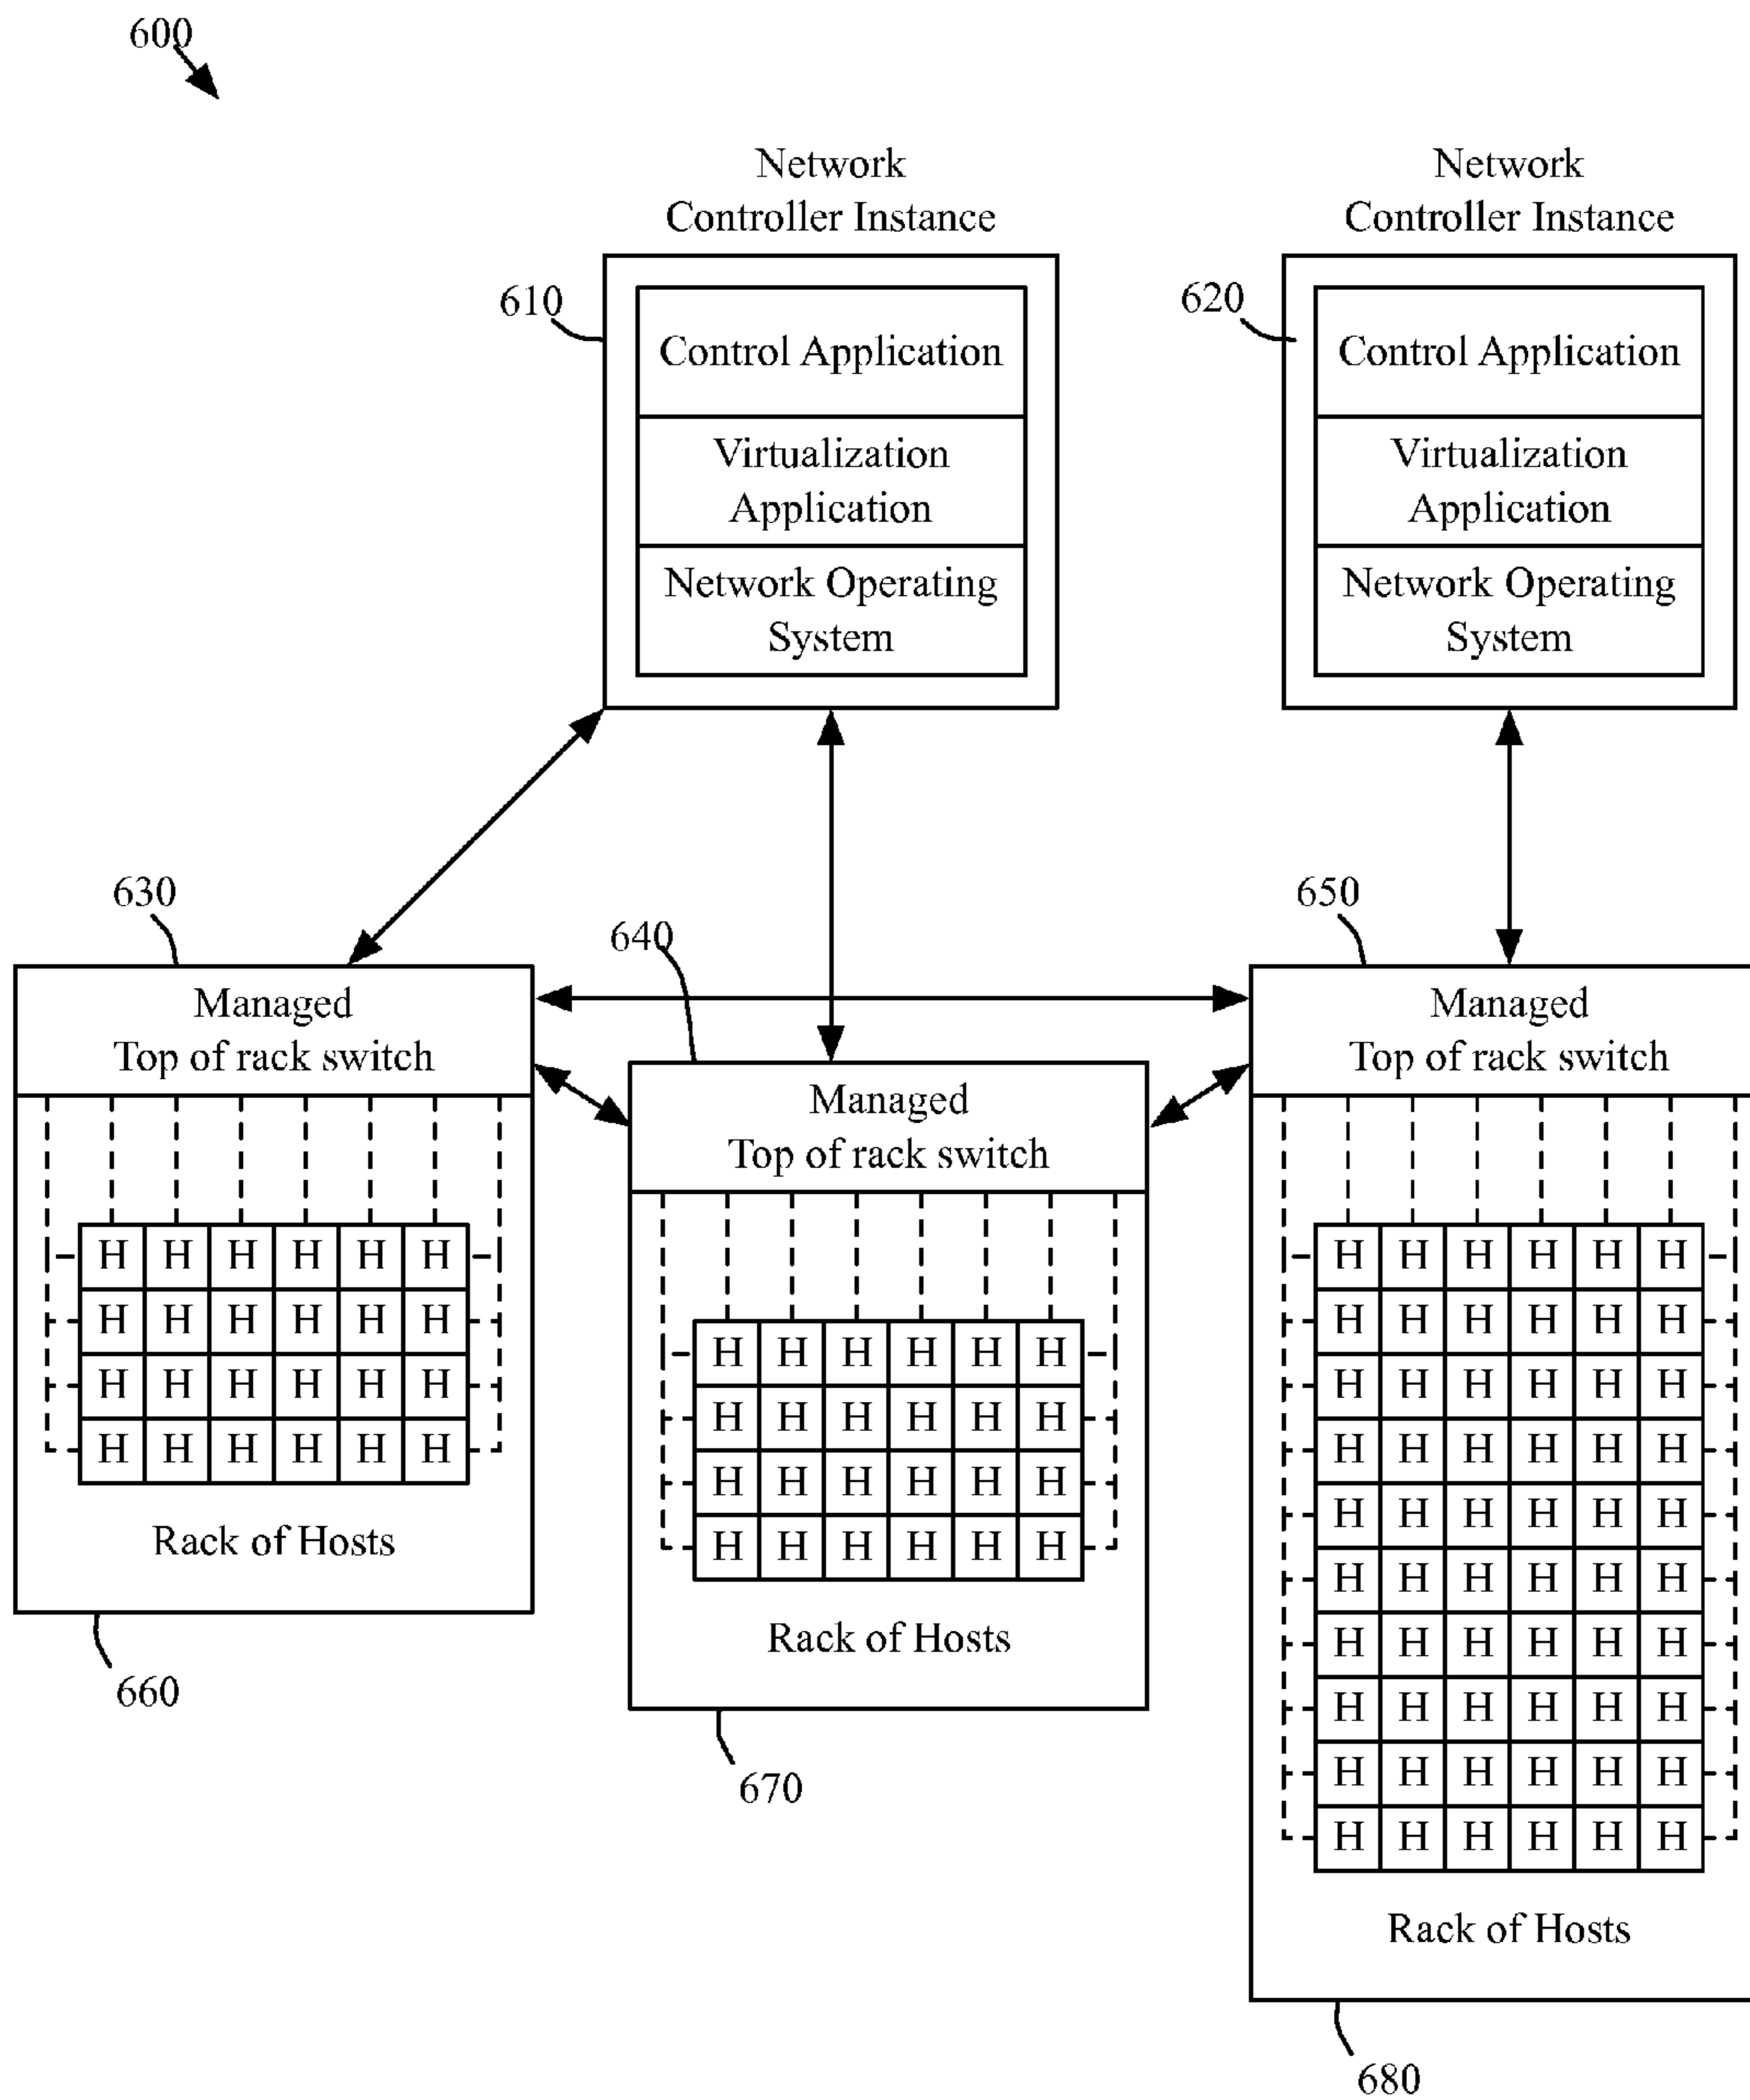 600
Network
Controller Instance
Network
Controller Instance
610
Control Application
Virtualization
Application
Network Operating
System
620
Control Application
Virtualization
Application
Network Operating
System
630
Managed
Top of rack switch
H H H H H H
H H H H H H
H H H H H H
H H H H H H
Rack of Hosts
660
640
Managed
Top of rack switch
H H H H H H
H H H H H H
H H H H H H
H H H H H H
Rack of Hosts
670
650
Managed
Top of rack switch
H H H H H H
H H H H H H
H H H H H H
H H H H H H
H H H H H H
H H H H H H
H H H H H H
H H H H H H
H H H H H H
H H H H H H
Rack of Hosts
680